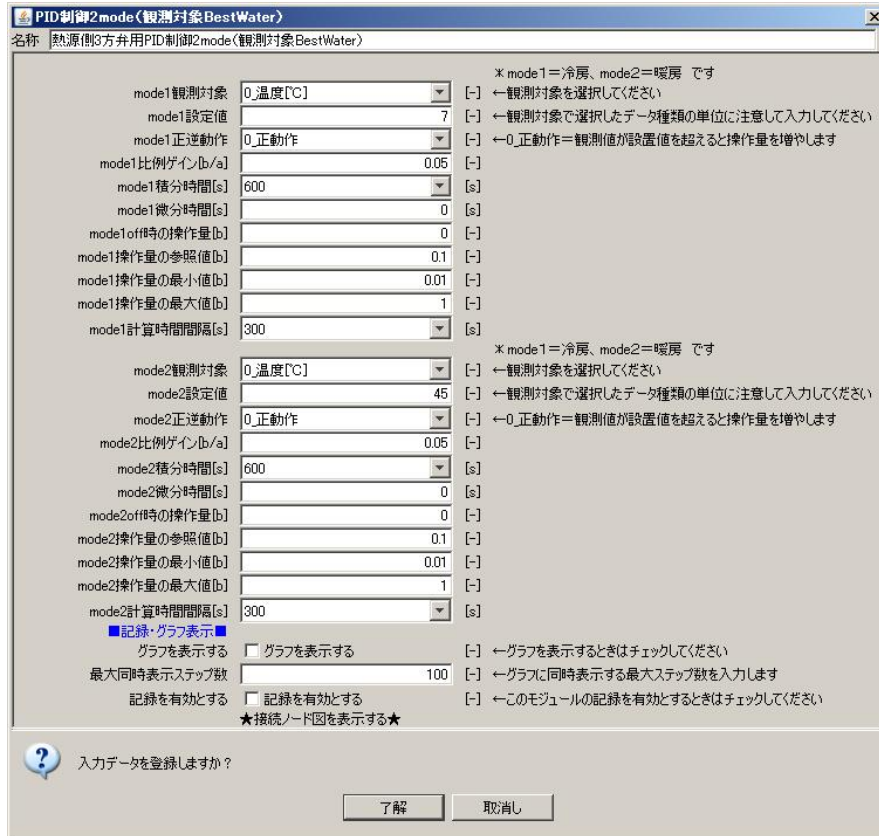 PID制御2mode(観測対象BestWater)
名称 熱源側3方弁用PID制御2mode(観測対象BestWater)
＊mode1＝冷房、mode2＝暖房 です
mode1観測対象 0_温度[℃] [-] ←観測対象を選択してください
mode1設定値 7 [-] ←観測対象で選択したデータ種類の単位に注意して入力してください
mode1正逆動作 0_正動作 [-] ←0_正動作＝観測値が設置値を超えると操作量を増やします
mode1比例ゲイン[b/a] 0.05 [-]
mode1積分時間[s] 600 [s]
mode1微分時間[s] 0 [s]
mode1off時の操作量[b] 0 [-]
mode1操作量の参照値[b] 0.1 [-]
mode1操作量の最小値[b] 0.01 [-]
mode1操作量の最大値[b] 1 [-]
mode1計算時間間隔[s] 300 [s]
＊mode1＝冷房、mode2＝暖房 です
mode2観測対象 0_温度[℃] [-] ←観測対象を選択してください
mode2設定値 45 [-] ←観測対象で選択したデータ種類の単位に注意して入力してください
mode2正逆動作 0_正動作 [-] ←0_正動作＝観測値が設置値を超えると操作量を増やします
mode2比例ゲイン[b/a] 0.05 [-]
mode2積分時間[s] 600 [s]
mode2微分時間[s] 0 [s]
mode2off時の操作量[b] 0 [-]
mode2操作量の参照値[b] 0.1 [-]
mode2操作量の最小値[b] 0.01 [-]
mode2操作量の最大値[b] 1 [-]
mode2計算時間間隔[s] 300 [s]
■記録・グラフ表示■
グラフを表示する グラフを表示する [-] ←グラフを表示するときはチェックしてください
最大同時表示ステップ数 100 [-] ←グラフに同時表示する最大ステップ数を入力します
記録を有効とする 記録を有効とする [-] ←このモジュールの記録を有効とするときはチェックしてください
★接続ノード図を表示する★
入力データを登録しますか？
了解 取消し